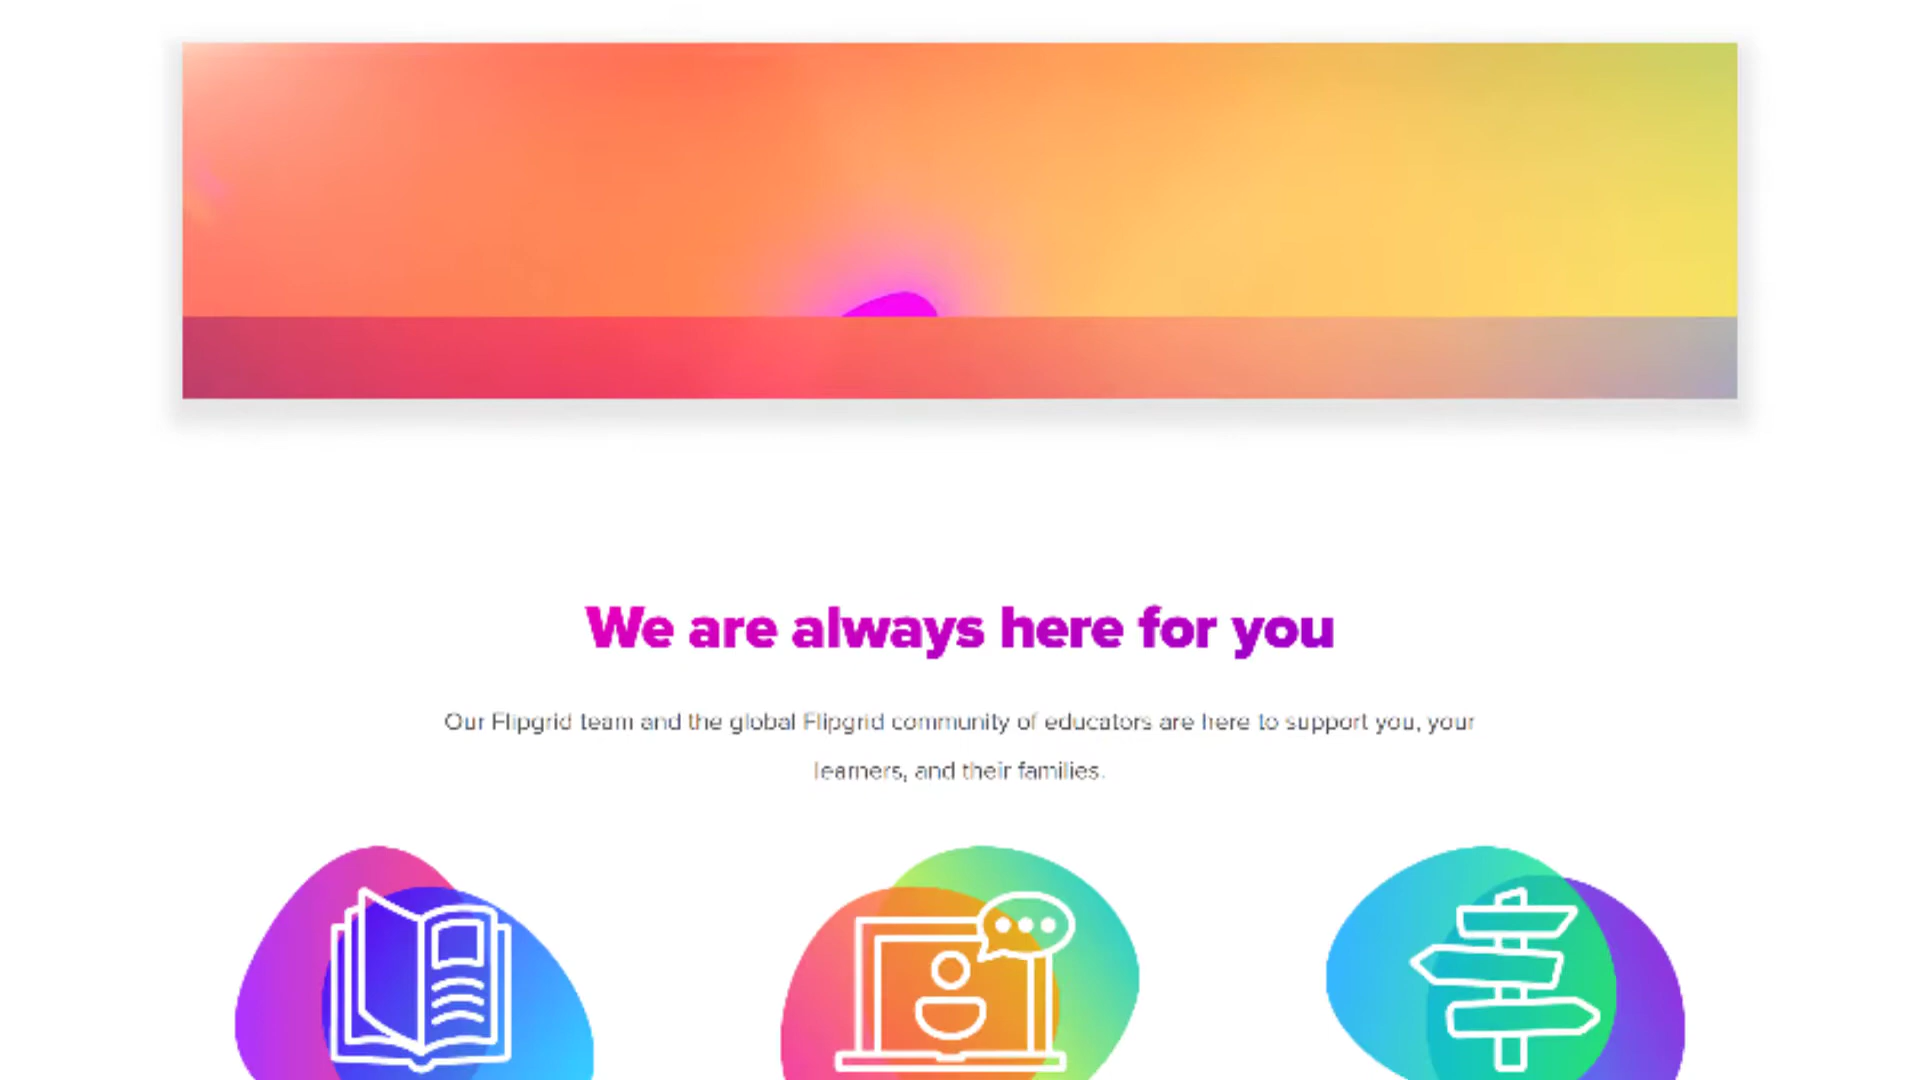 We are always here for you
Our Flipgrid team and the global Flipgrid community of educators are here to support you, your
learners, and their families.